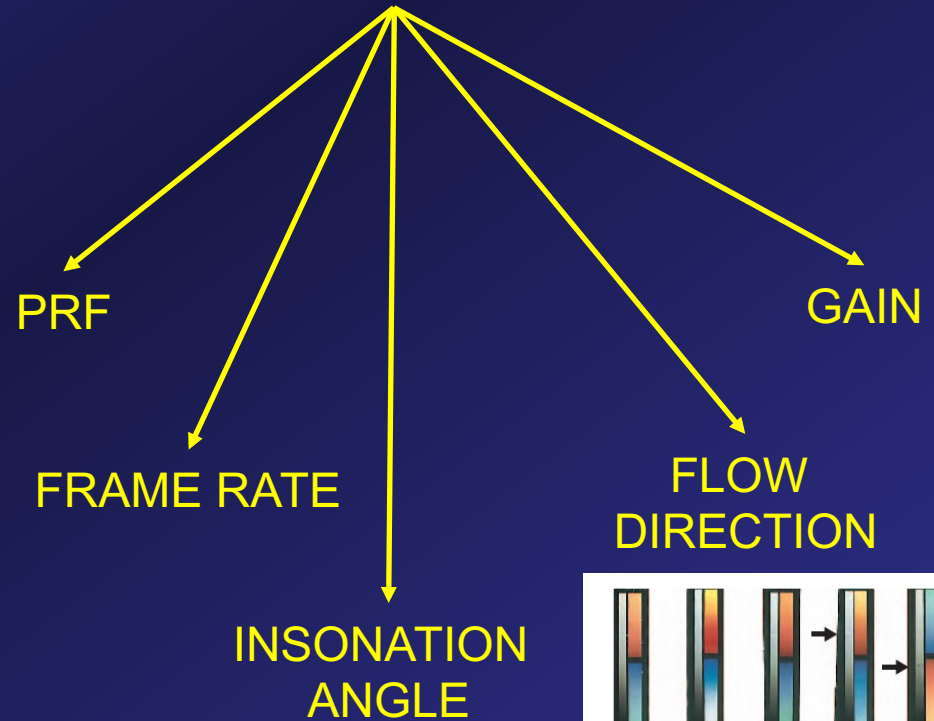 PRF
GAIN
FRAME RATE
FLOW
DIRECTION
INSONATION
ANGLE